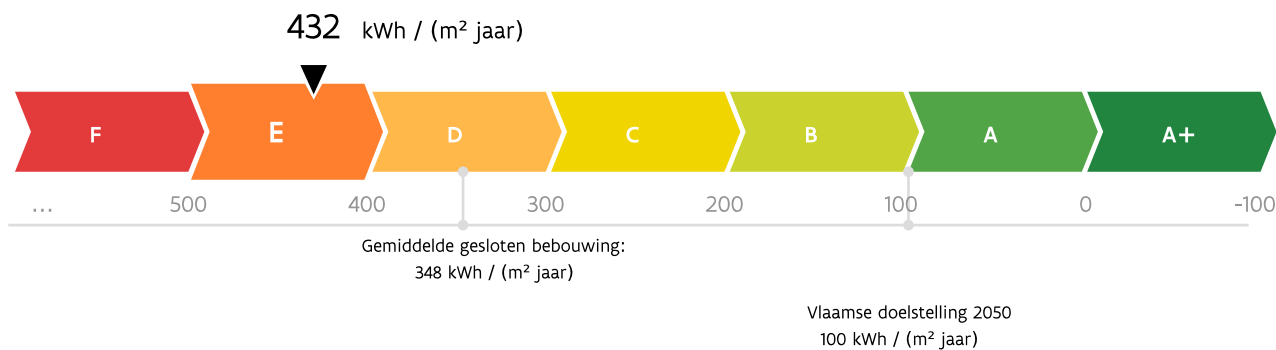 432 kWh / (m² jaar)
F E D C B A A+
... 500 400 300 200 100 0 -100
Gemiddelde gesloten bebouwing:
348 kWh / (m² jaar)
Vlaamse doelstelling 2050
100 kWh / (m² jaar)